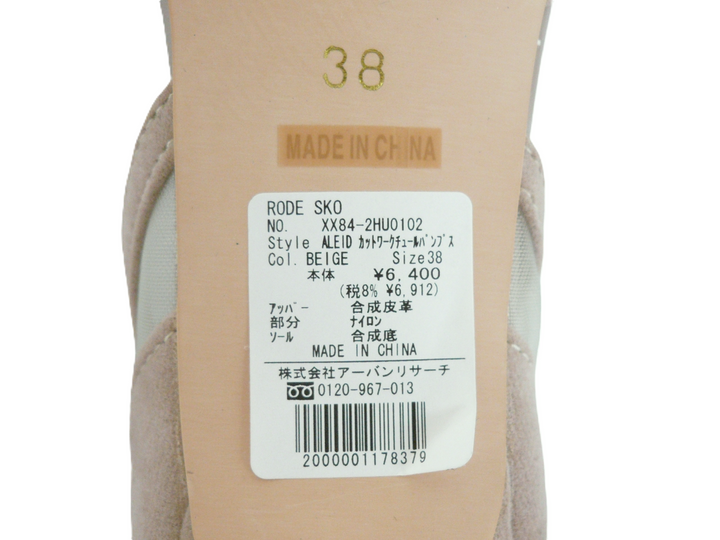 38
MADE IN CHINA
RODE SKO
NO. XX84-2HU0102
Style ALEID ｶｯﾄﾜｰｸﾁｭｰﾙﾊﾟﾝﾌﾟｽ
Col. BEIGE Size38
本体 ¥6,400
(税8% ¥6,912)
ｱｯﾊﾟｰ 合成皮革
部分 ﾅｲﾛﾝ
ｿｰﾙ 合成底
MADE IN CHINA
株式会社アーバンリサーチ
0120-967-013
2000001178379